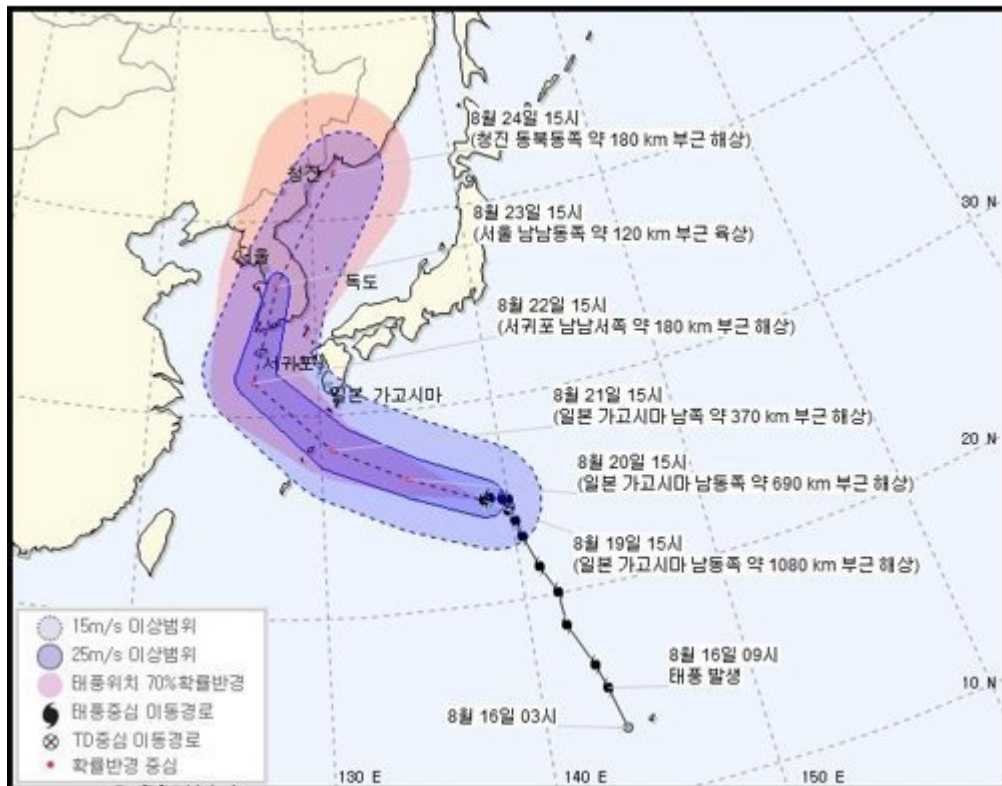 8월 24일 15시
(청진 동북동쪽 약 180 km 부근 해상)
청진
8월 23일 15시
(서울 남남동쪽 약 120 km 부근 육상)
서울
독도
30 N
8월 22일 15시
(서귀포 남남서쪽 약 180 km 부근 해상)
서귀포
일본 가고시마
8월 21일 15시
(일본 가고시마 남쪽 약 370 km 부근 해상)
20 N
8월 20일 15시
(일본 가고시마 남동쪽 약 690 km 부근 해상)
8월 19일 15시
(일본 가고시마 남동쪽 약 1080 km 부근 해상)
15m/s 이상범위
25m/s 이상범위
태풍위치 70%확률반경
태풍중심 이동경로
TD중심 이동경로
확률반경 중심
8월 16일 09시
태풍 발생
10 N
8월 16일 03시
130 E
140 E
150 E